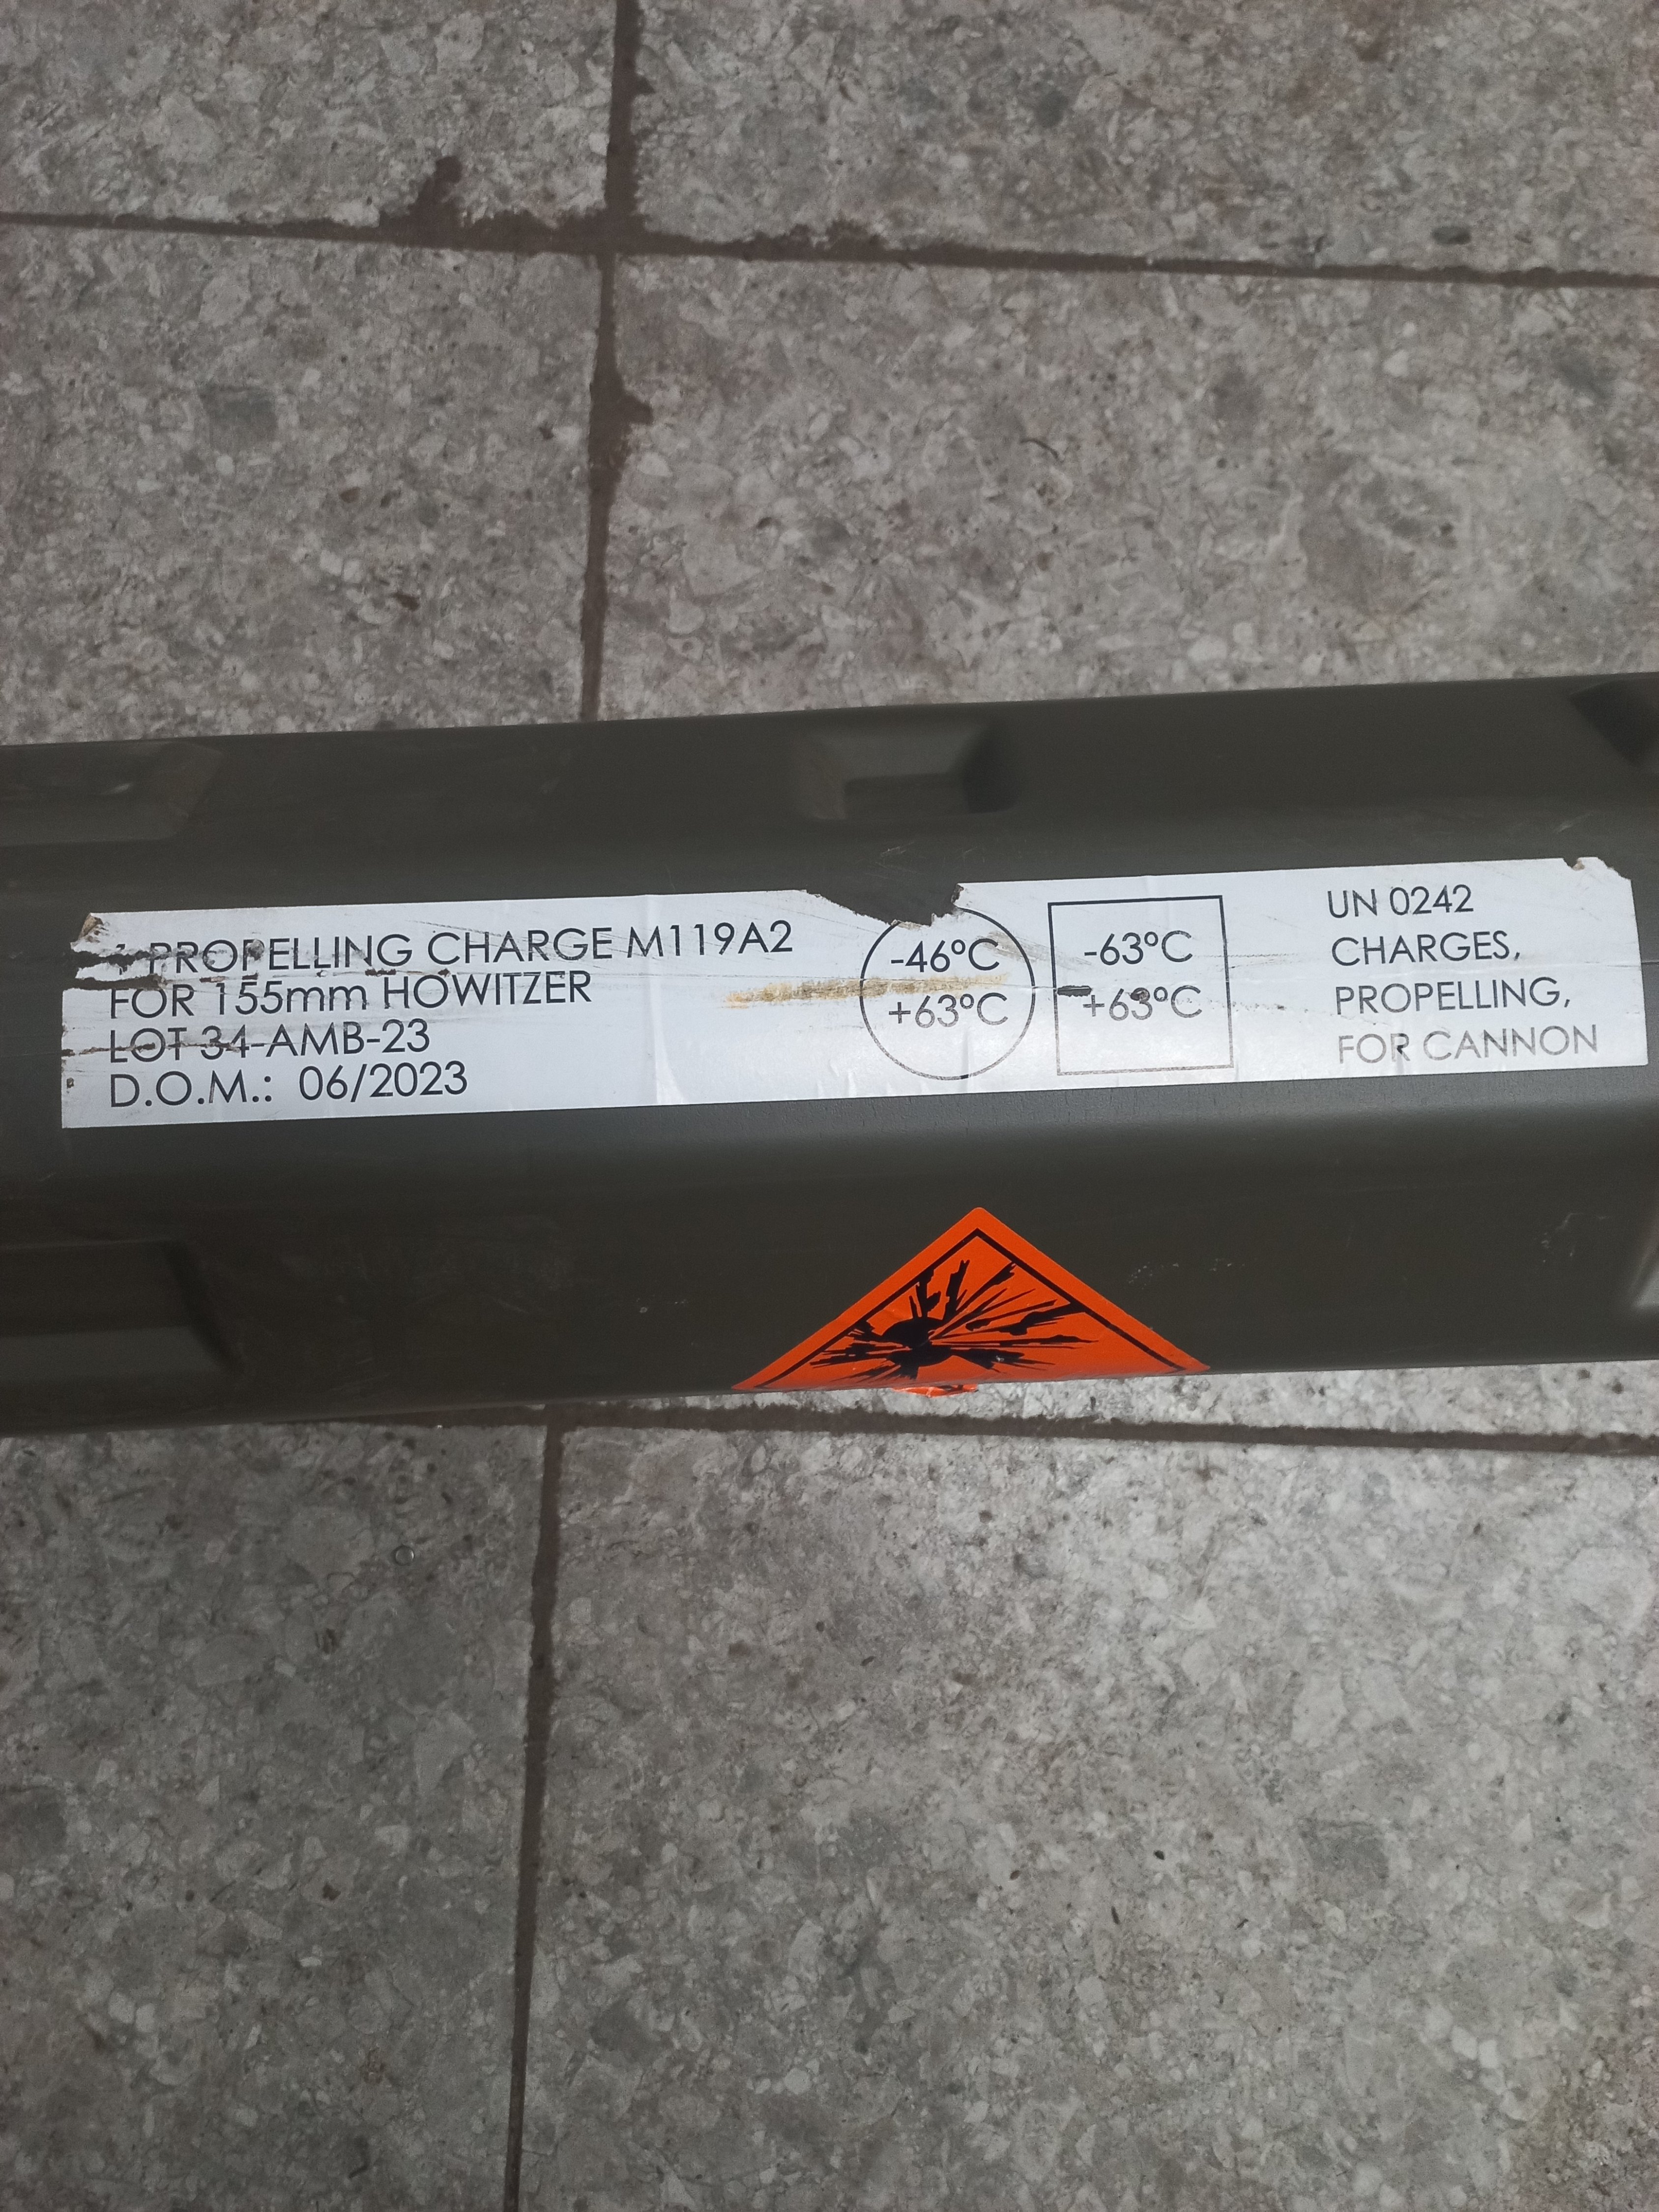 1 PROPELLING CHARGE M119A2
FOR 155mm HOWITZER
LOT 34-AMB-23
D.O.M.: 06/2023
-46°C
+63°C
-63°C
+63°C
UN 0242
CHARGES,
PROPELLING,
FOR CANNON